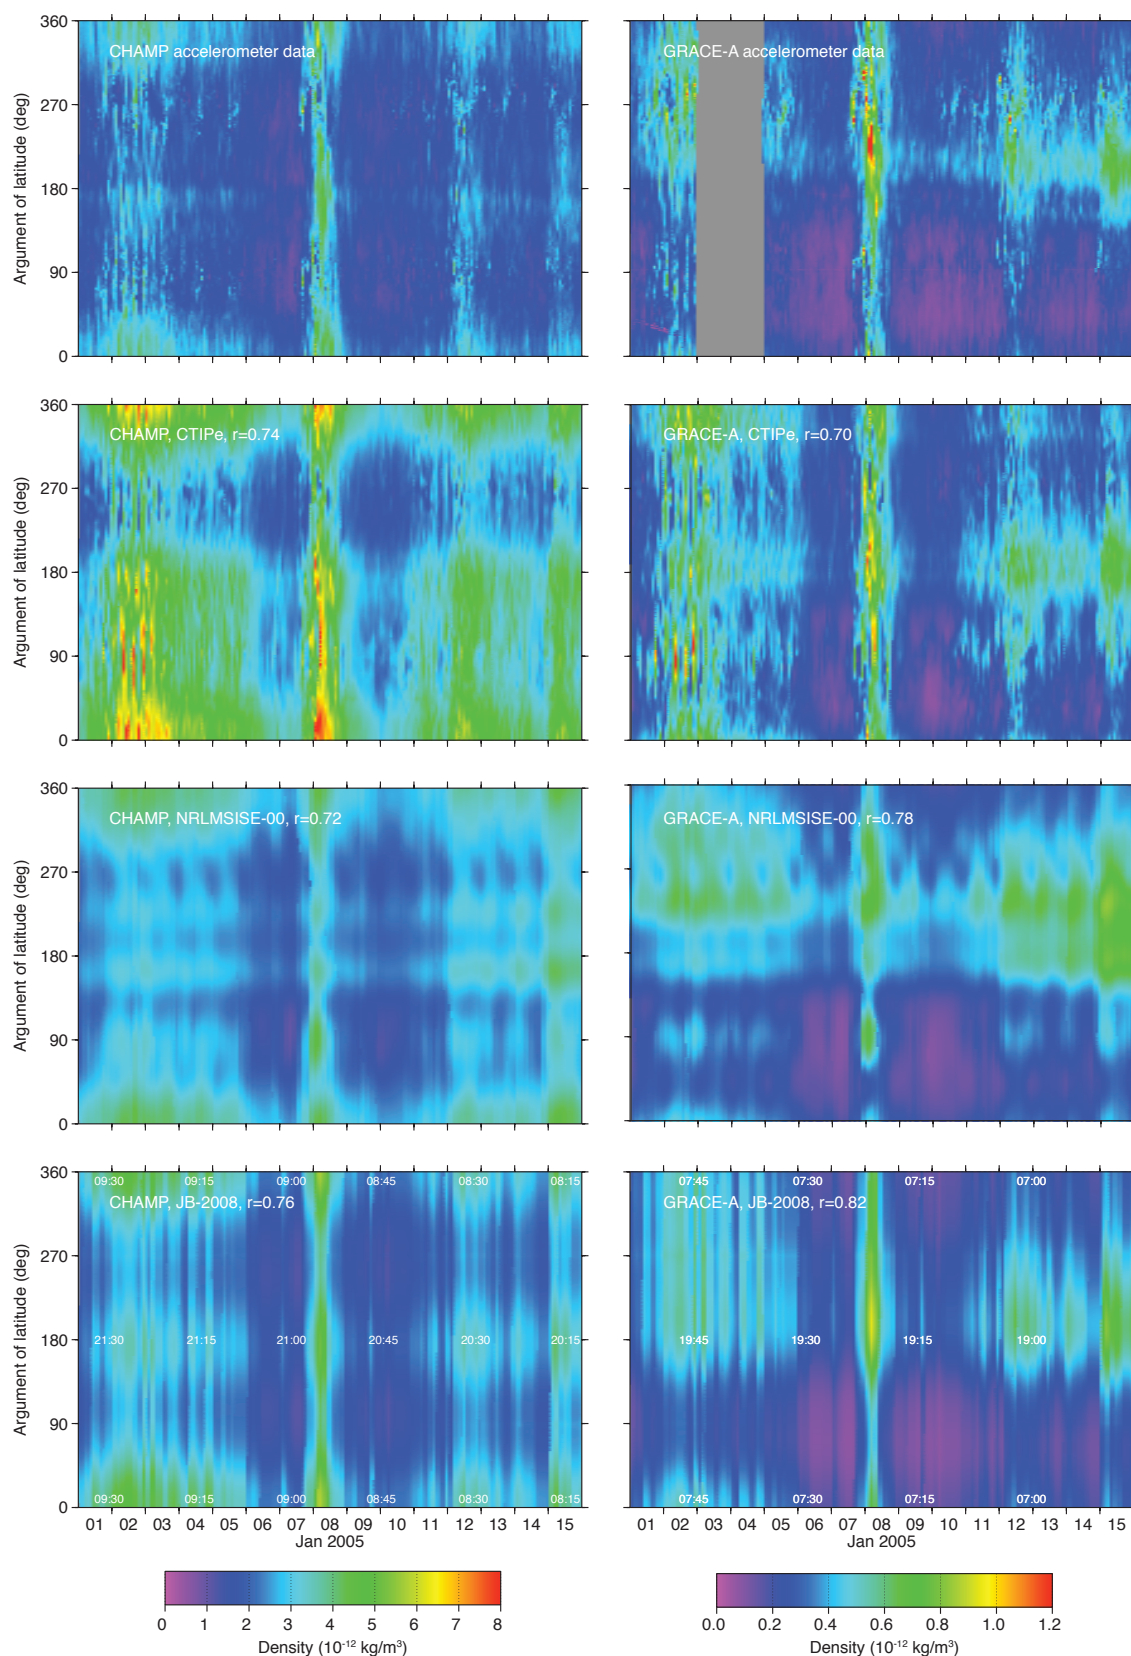 CHAMP accelerometer data
GRACE-A accelerometer data
Argument of latitude (deg)
360
270
180
90
0
CHAMP, CTIPe, r=0.74
GRACE-A, CTIPe, r=0.70
Argument of latitude (deg)
360
270
180
90
0
CHAMP, NRLMSISE-00, r=0.72
GRACE-A, NRLMSISE-00, r=0.78
Argument of latitude (deg)
360
270
180
90
0
09:30 09:15 09:00 08:45 08:30 08:15
07:45 07:30 07:15 07:00
CHAMP, JB-2008, r=0.76
GRACE-A, JB-2008, r=0.82
Argument of latitude (deg)
360
270
180
90
0
21:30 21:15 21:00 20:45 20:30 20:15
19:45 19:30 19:15 19:00
09:30 09:15 09:00 08:45 08:30 08:15
07:45 07:30 07:15 07:00
01 02 03 04 05 06 07 08 09 10 11 12 13 14 15
Jan 2005
01 02 03 04 05 06 07 08 09 10 11 12 13 14 15
Jan 2005
0 1 2 3 4 5 6 7 8
Density (10⁻¹² kg/m³)
0.0 0.2 0.4 0.6 0.8 1.0 1.2
Density (10⁻¹² kg/m³)